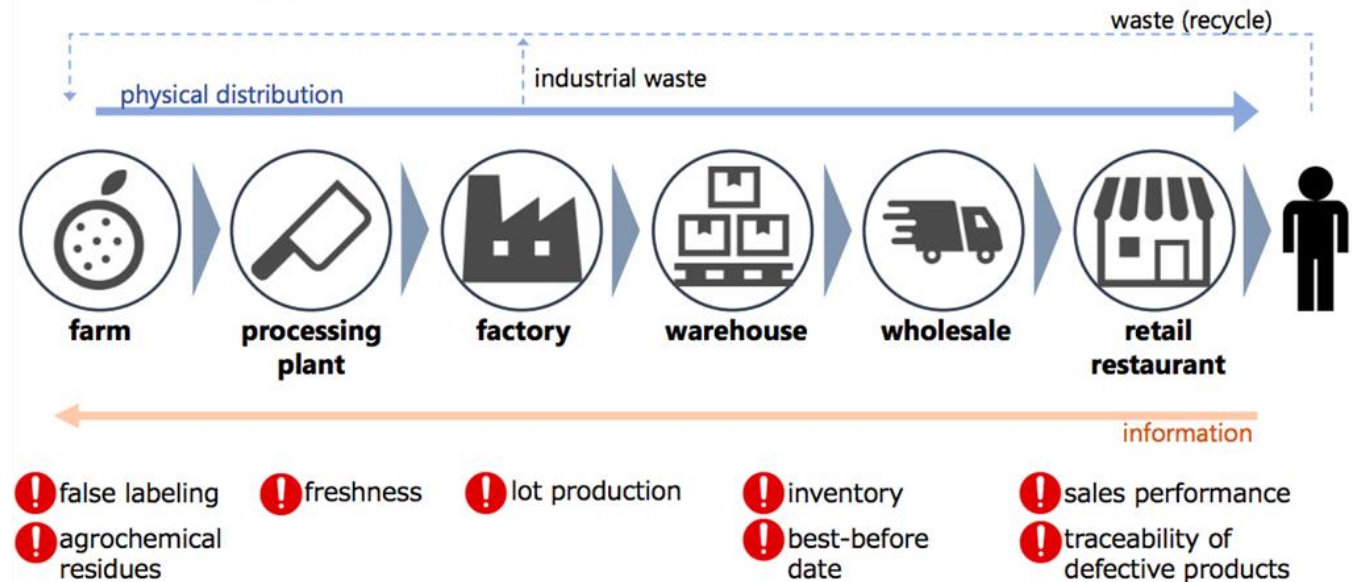 waste (recycle)
industrial waste
physical distribution
farm
processing
plant
factory
warehouse
wholesale
retail
restaurant
information
! false labeling
! agrochemical
residues
! freshness
! lot production
! inventory
! best-before
date
! sales performance
! traceability of
defective products